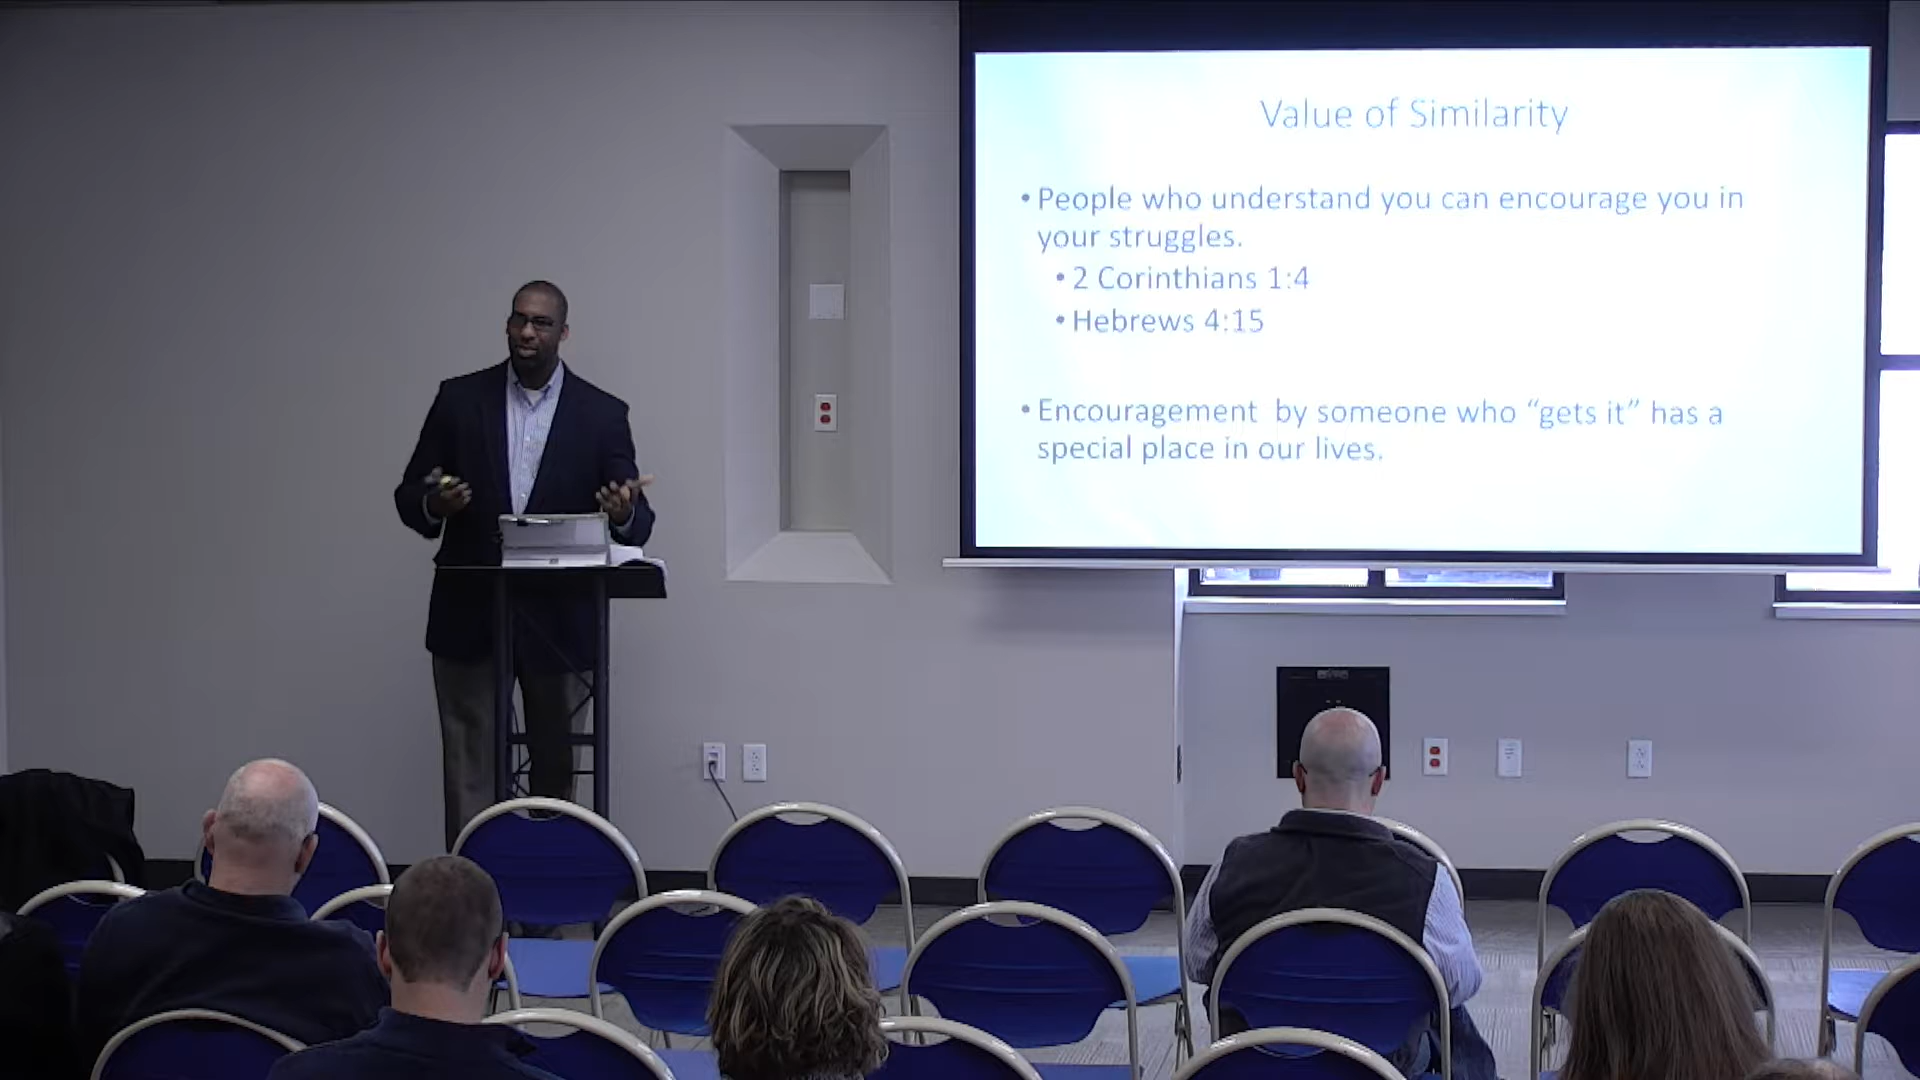 Value of Similarity
• People who understand you can encourage you in
your struggles.
• 2 Corinthians 1:4
• Hebrews 4:15
• Encouragement by someone who “gets it” has a
special place in our lives.